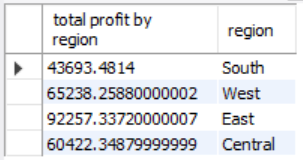 total profit by region
region
43693.4814 South
65238.25880000002 West
92257.33720000007 East
60422.34879999999 Central